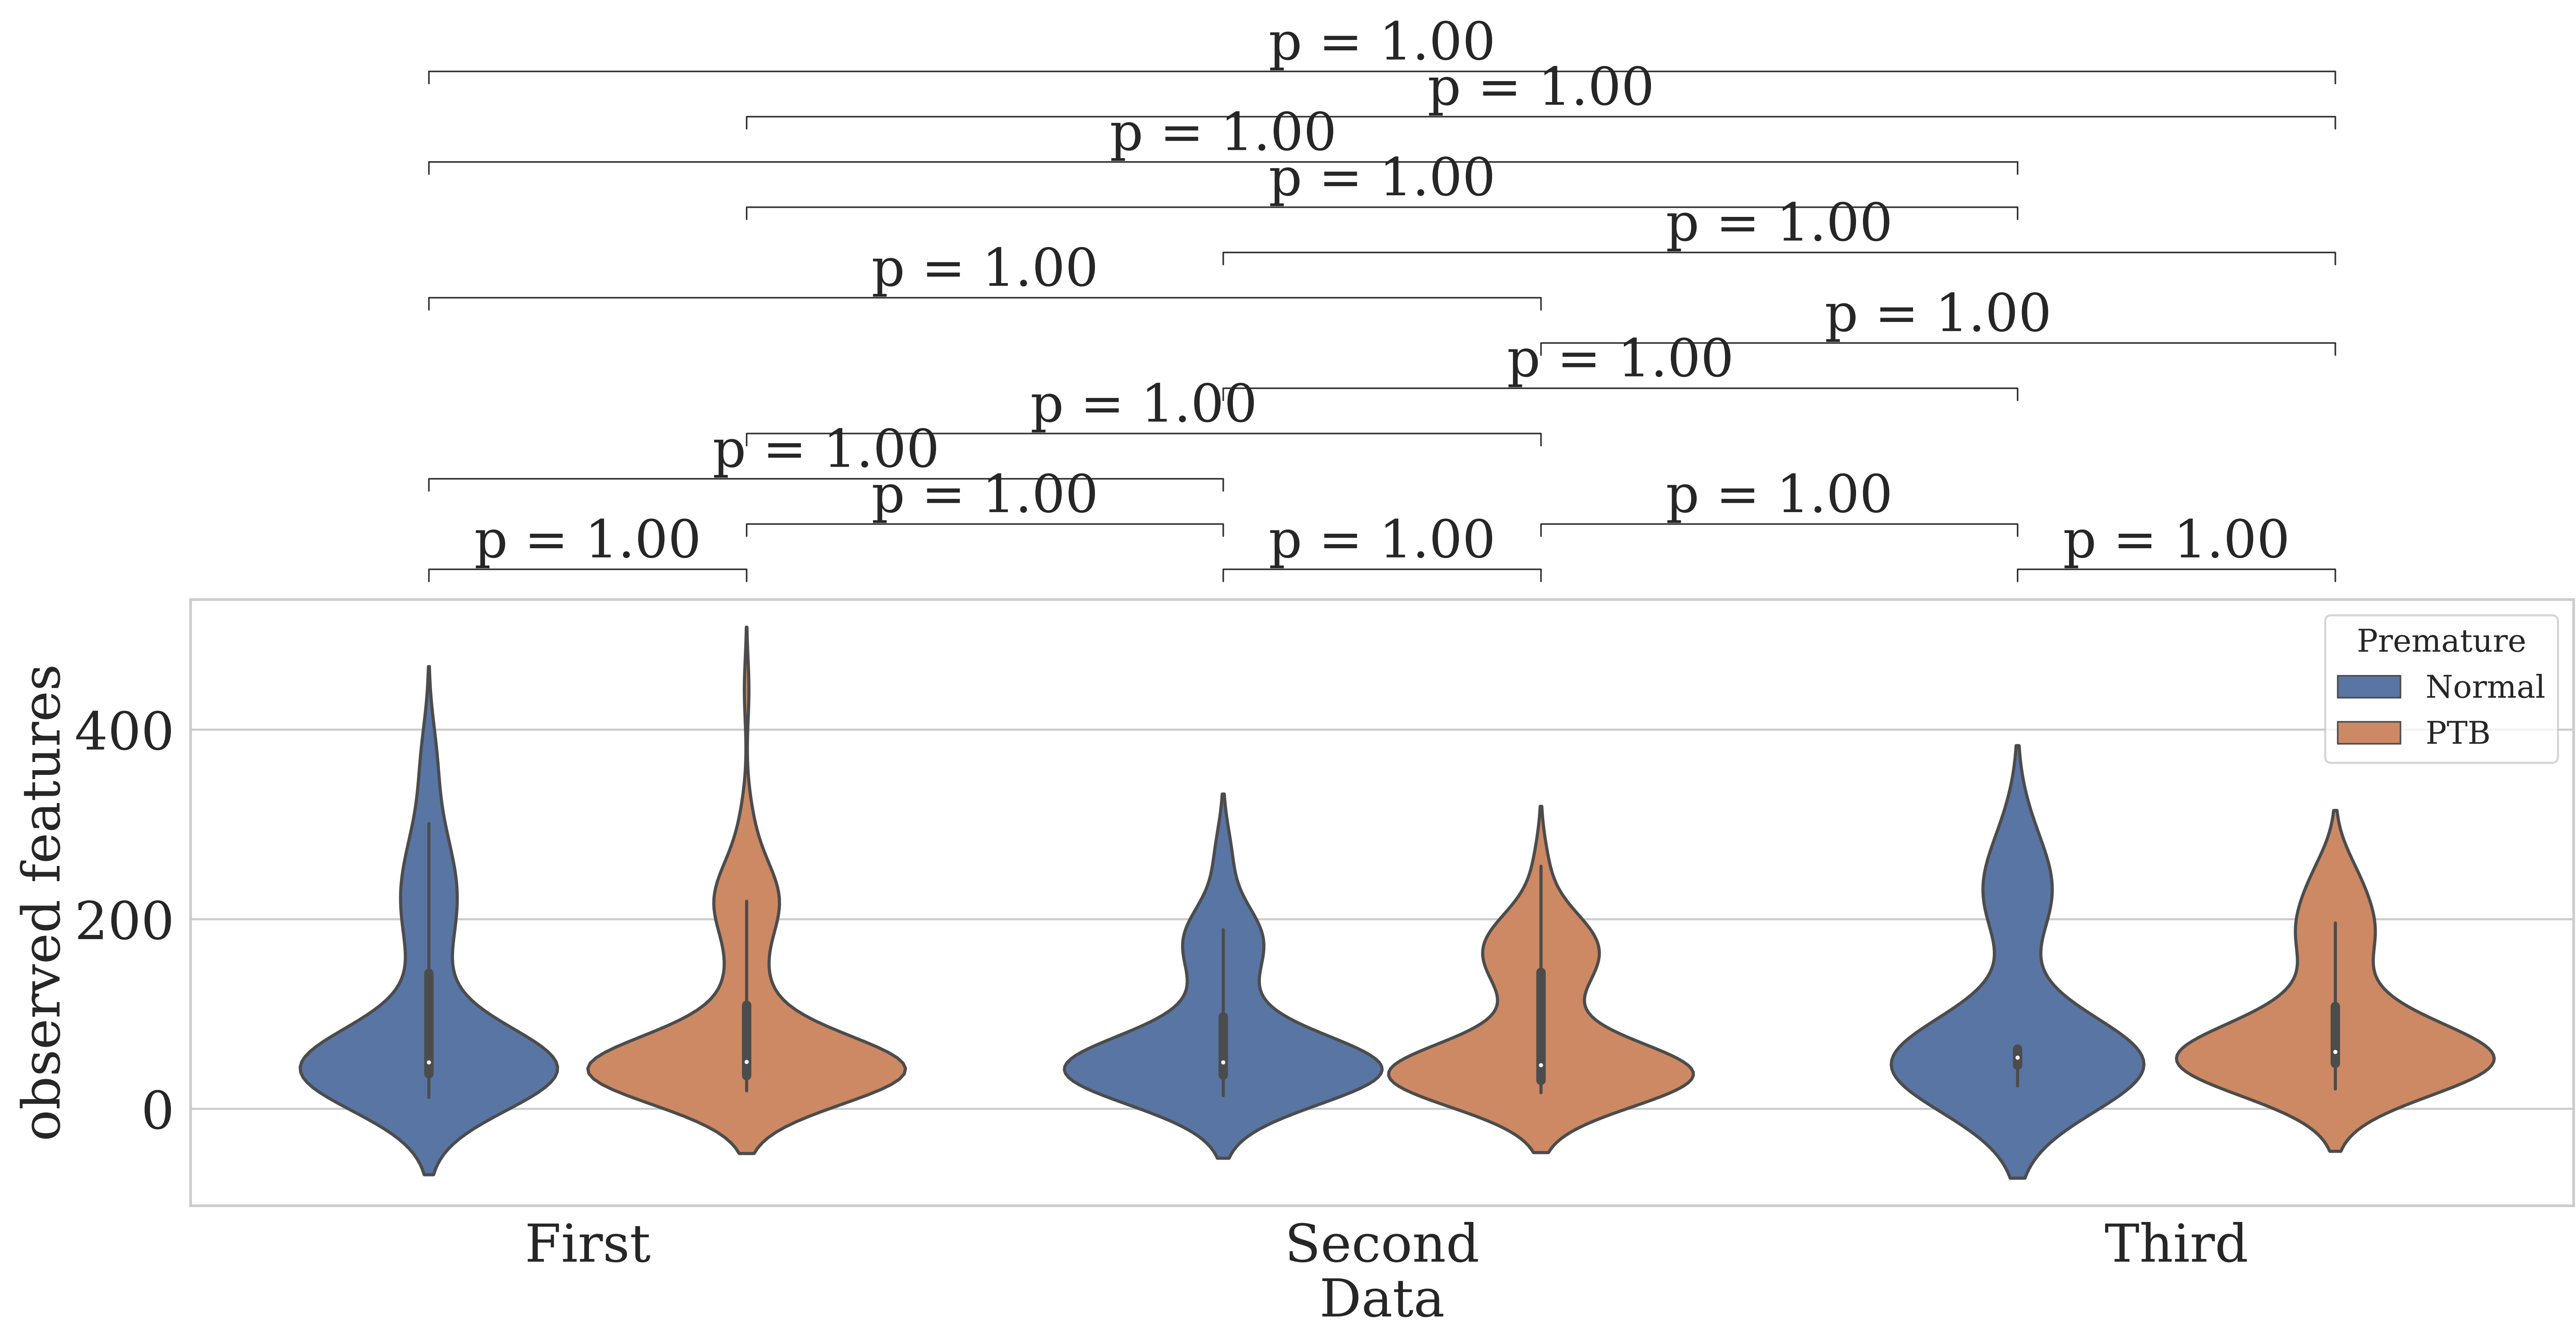 p = 1.00
p = 1.00
p = 1.00
p = 1.00
p = 1.00
p = 1.00
p = 1.00
p = 1.00
p = 1.00
p = 1.00
p = 1.00 p = 1.00
p = 1.00 p = 1.00 p = 1.00
Premature
Normal
PTB
observed features
400
200
0
First Second Third
Data